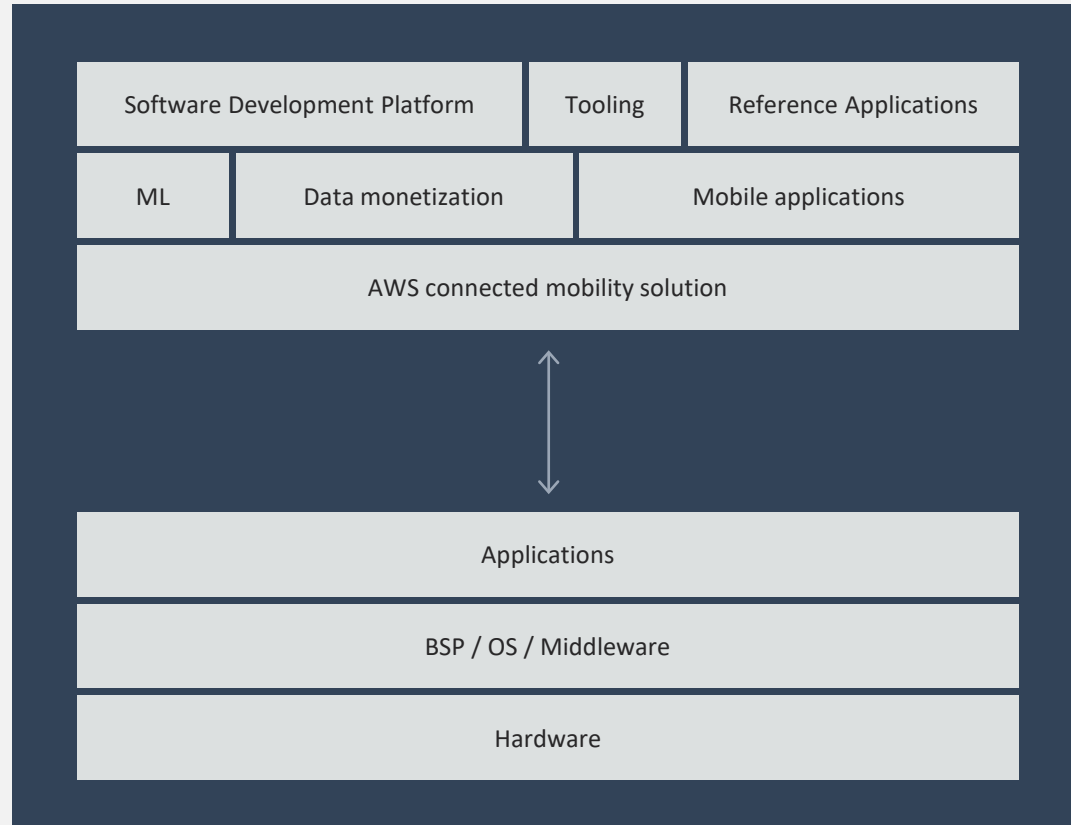 Software Development Platform
Tooling
Reference Applications
ML
Data monetization
Mobile applications
AWS connected mobility solution
Applications
BSP / OS / Middleware
Hardware